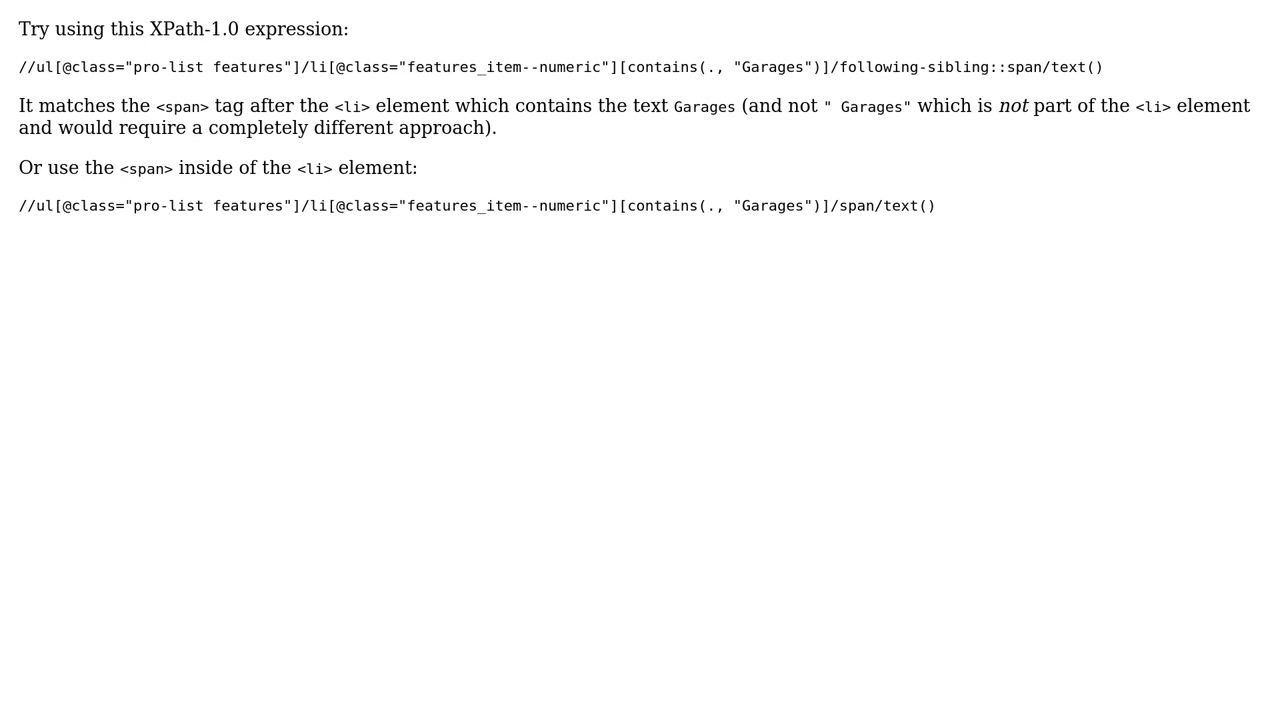 Try using this XPath-1.0 expression:
//ul[@class="pro-list features"]/li[@class="features_item--numeric"][contains(., "Garages")]/following-sibling::span/text()
It matches the <span> tag after the <li> element which contains the text Garages (and not " Garages" which is not part of the <li> element
and would require a completely different approach).
Or use the <span> inside of the <li> element:
//ul[@class="pro-list features"]/li[@class="features_item--numeric"][contains(., "Garages")]/span/text()